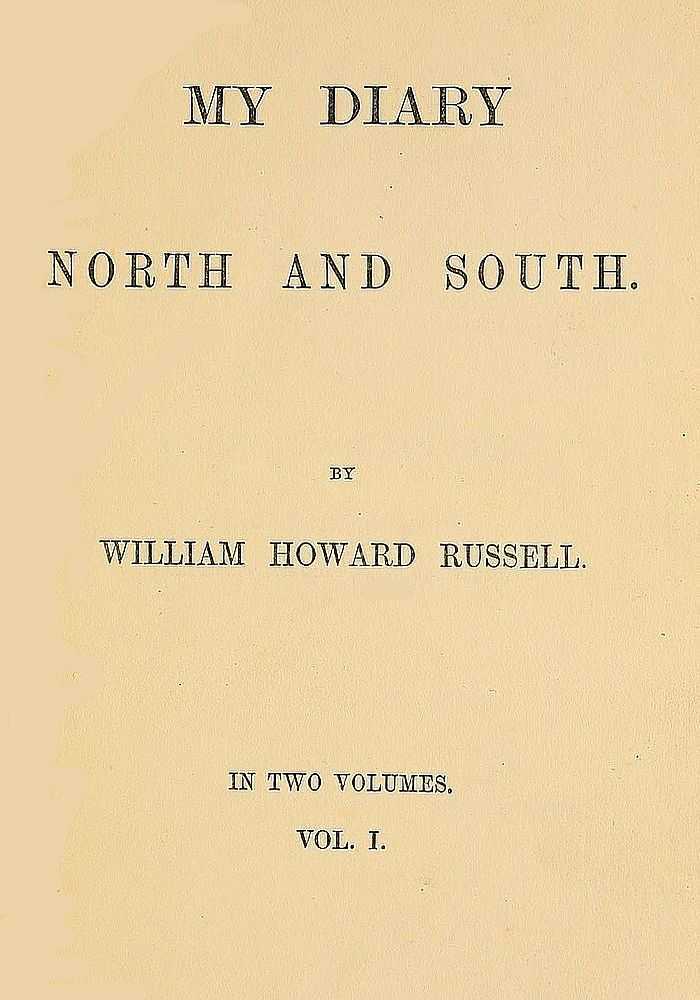 MY DIARY
NORTH AND SOUTH.
BY
WILLIAM HOWARD RUSSELL.
IN TWO VOLUMES.
VOL. I.